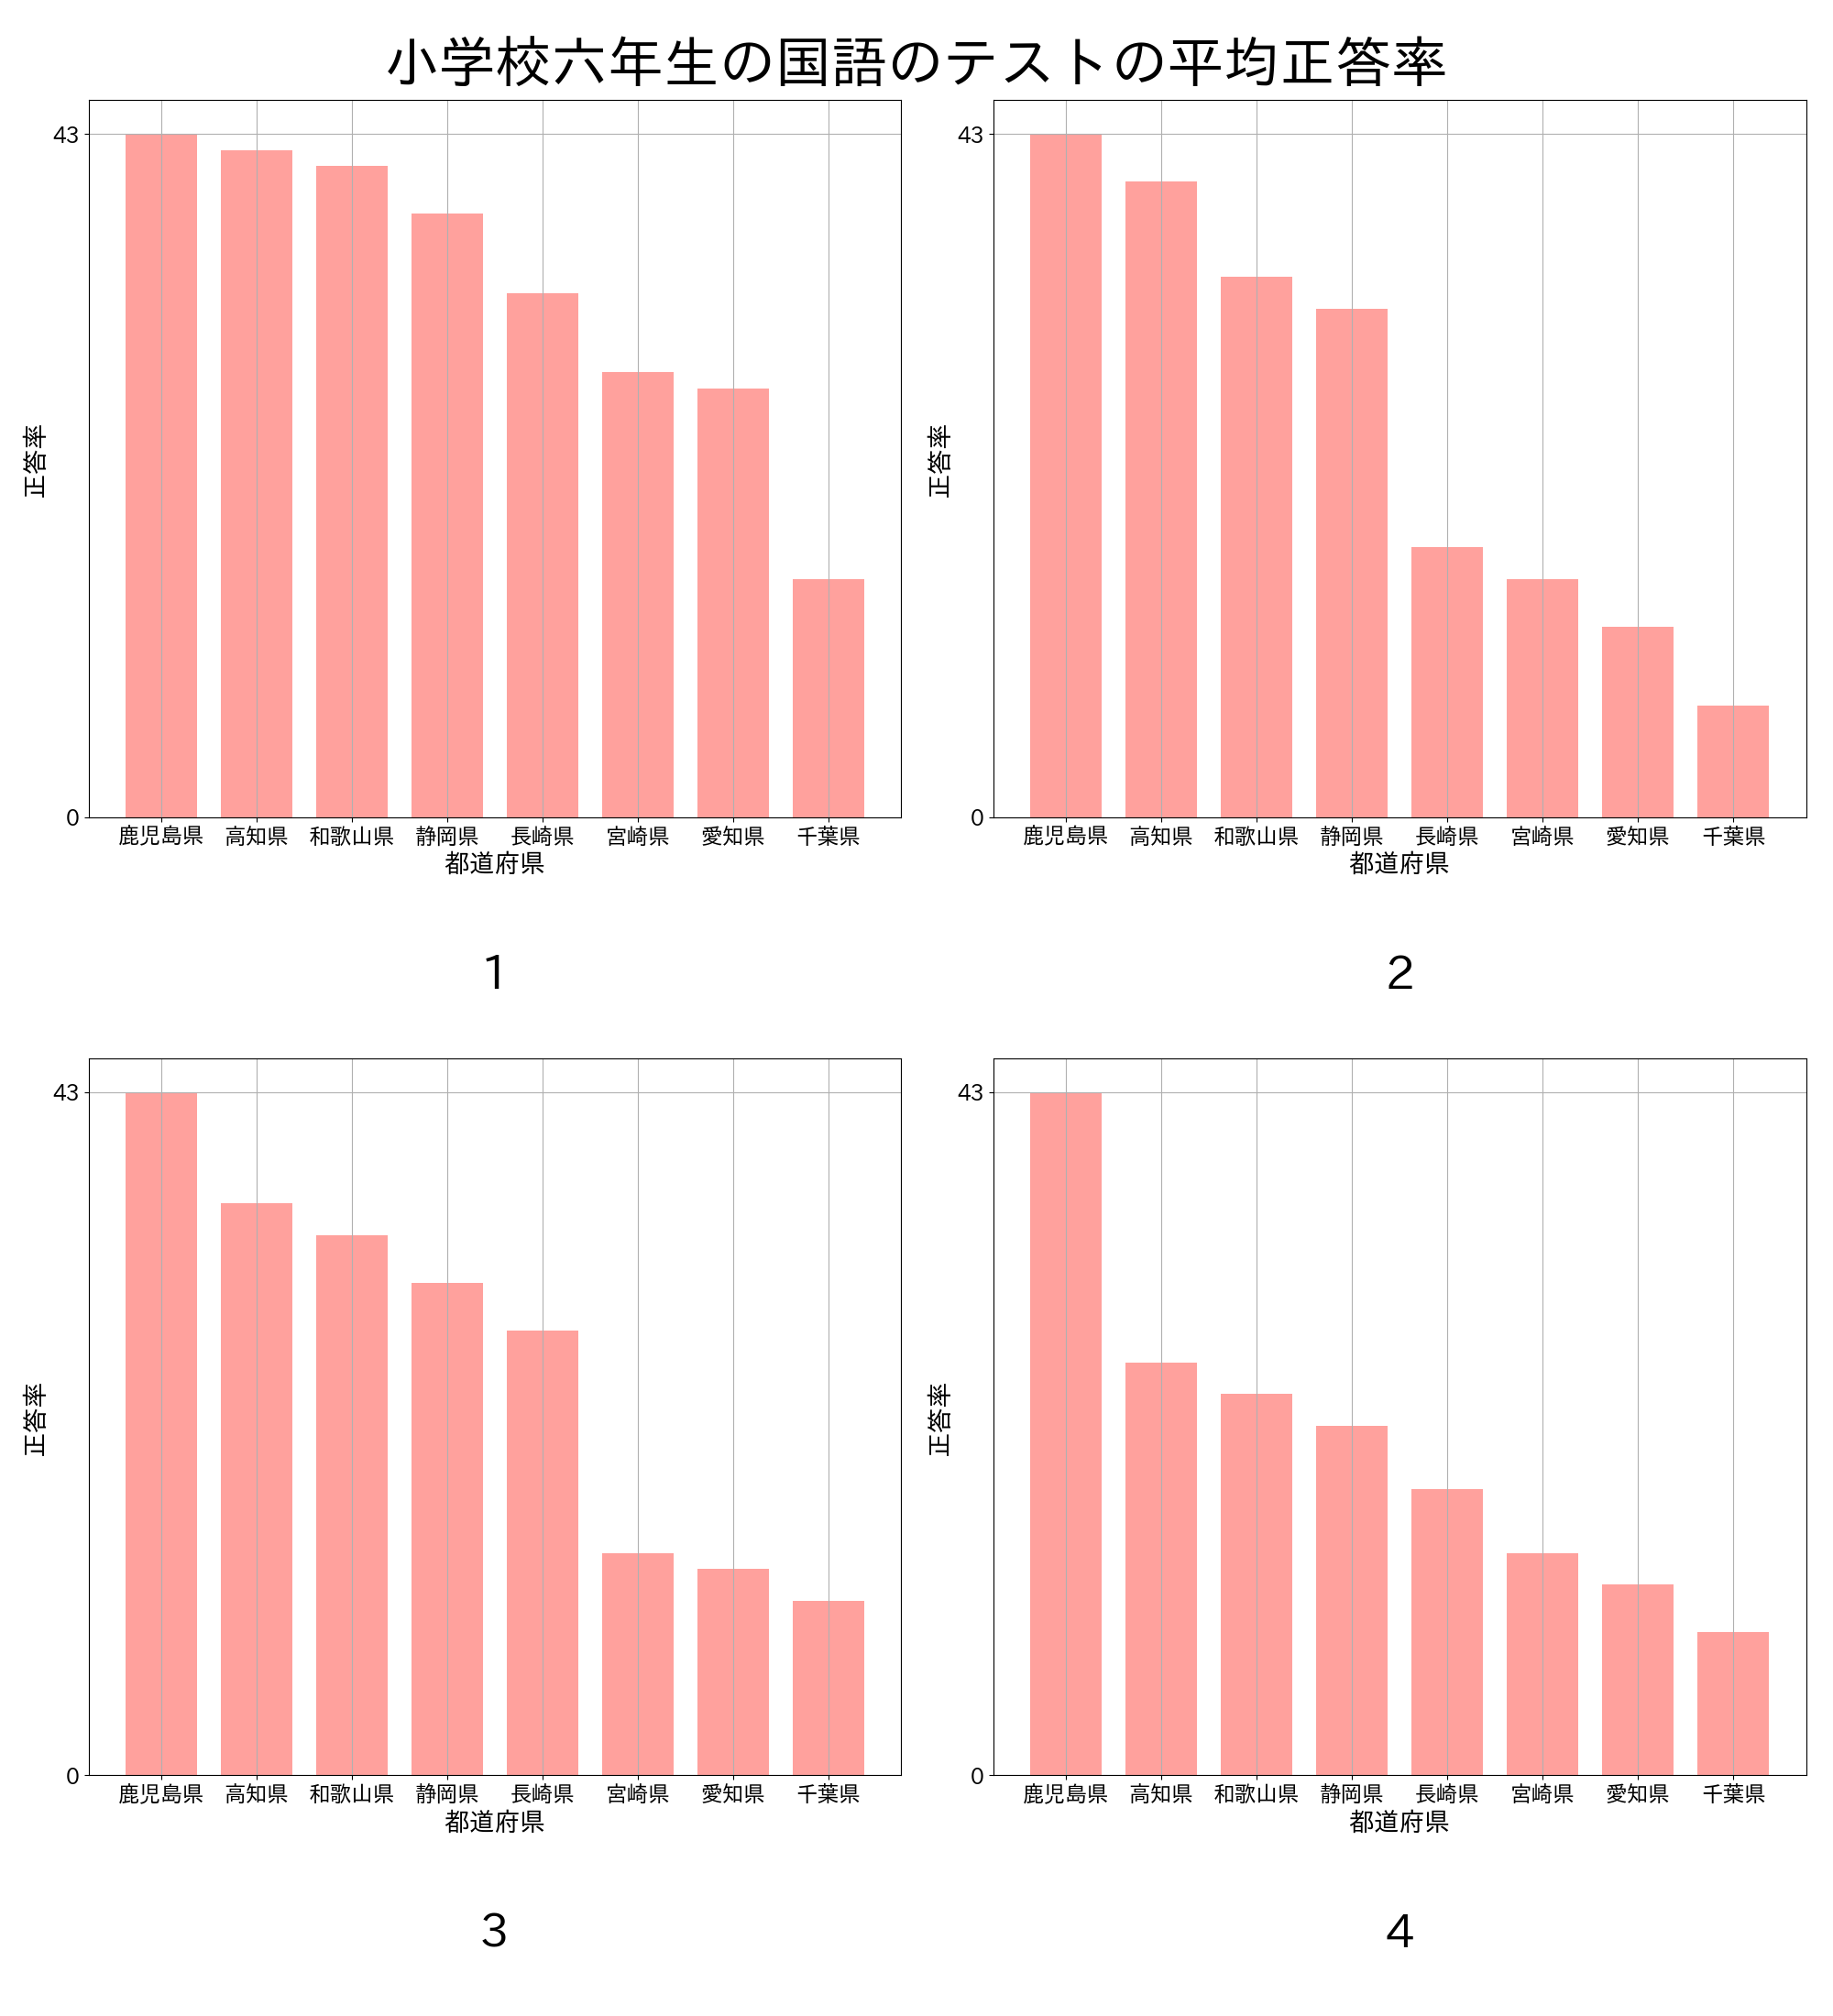 小学校六年生の国語のテストの平均正答率
43
0
正答率
鹿児島県 高知県 和歌山県 静岡県 長崎県 宮崎県 愛知県 千葉県
都道府県
1
43
0
正答率
鹿児島県 高知県 和歌山県 静岡県 長崎県 宮崎県 愛知県 千葉県
都道府県
2
43
0
正答率
鹿児島県 高知県 和歌山県 静岡県 長崎県 宮崎県 愛知県 千葉県
都道府県
3
43
0
正答率
鹿児島県 高知県 和歌山県 静岡県 長崎県 宮崎県 愛知県 千葉県
都道府県
4